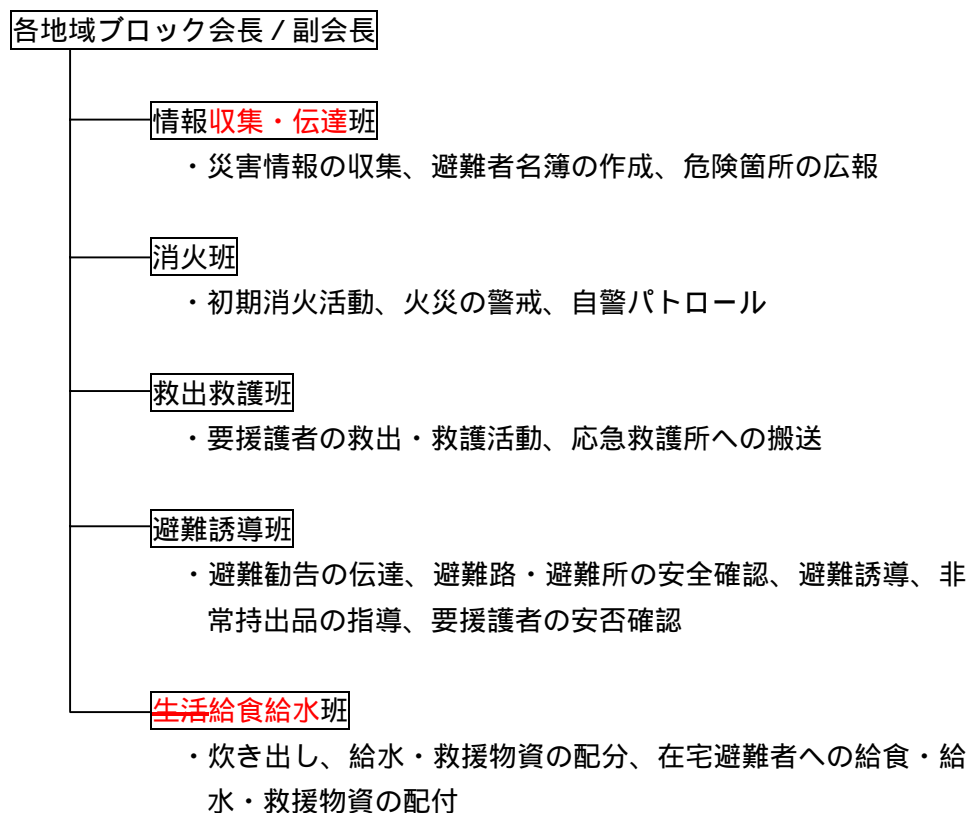 各地域ブロック会長/副会長
情報収集・伝達班
・災害情報の収集、避難者名簿の作成、危険箇所の広報
消火班
・初期消火活動、火災の警戒、自警パトロール
救出救護班
・要援護者の救出・救護活動、応急救護所への搬送
避難誘導班
・避難勧告の伝達、避難路・避難所の安全確認、避難誘導、非
常持出品の指導、要援護者の安否確認
生活給食給水班
・炊き出し、給水・救援物資の配分、在宅避難者への給食・給
水・救援物資の配付